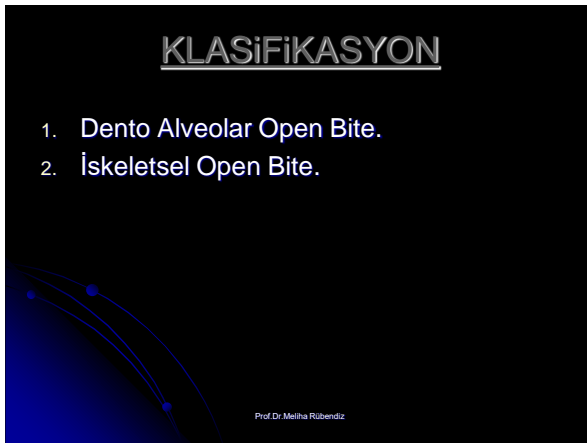 KLASiFiKASYON
1. Dento Alveolar Open Bite.
2. İskeletsel Open Bite.
Prof.Dr.Meliha Rübendiz